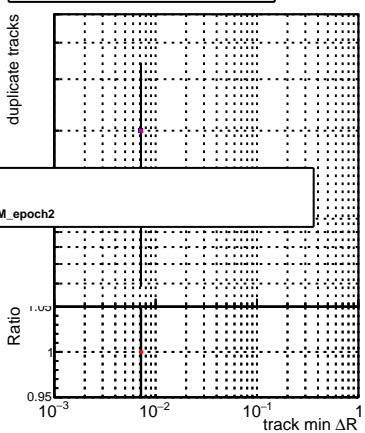 duplicate tracks
M_epoch2
1.05
Ratio
1
0.95
10⁻³ 10⁻² 10⁻¹ 1
track min ΔR